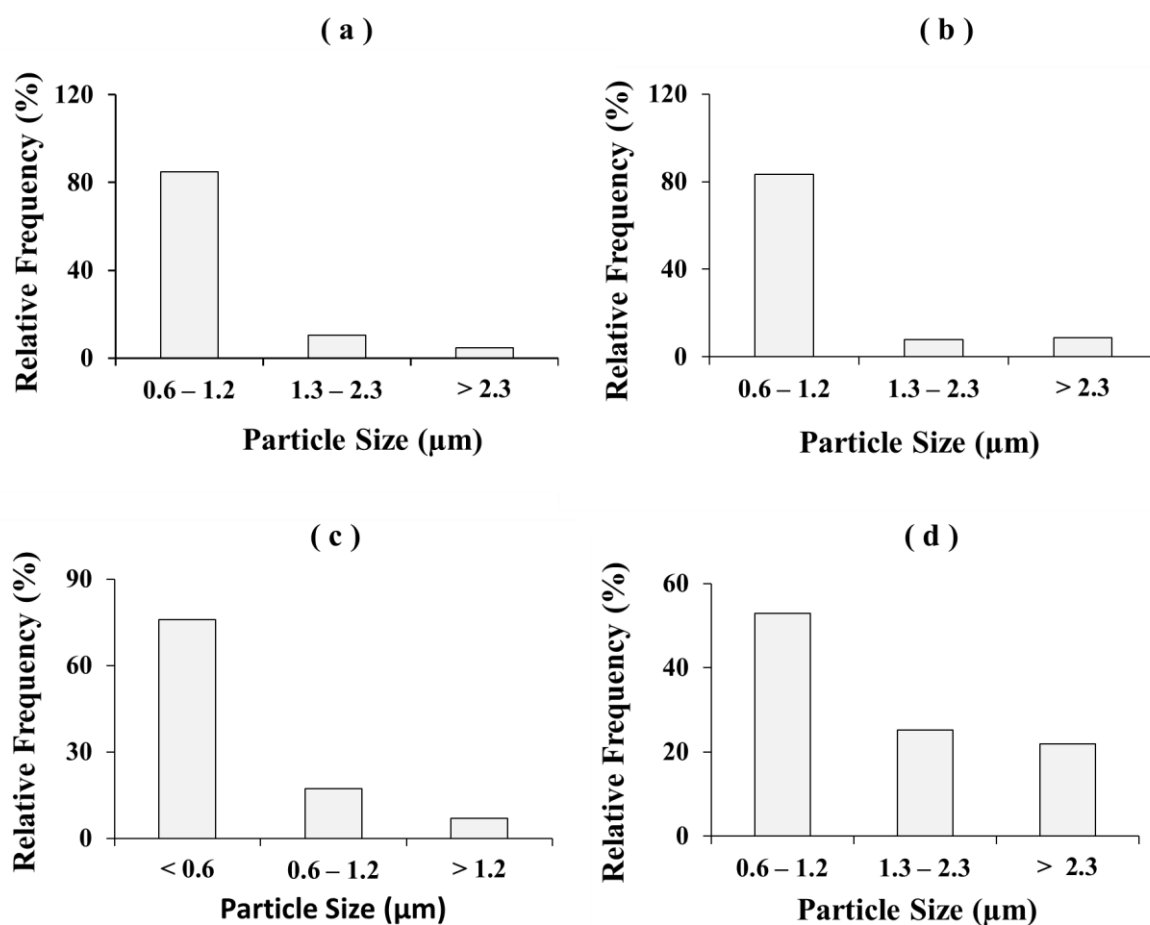 ( a )
Relative Frequency (%)
120
80
40
0
0.6 – 1.2 1.3 – 2.3 > 2.3
Particle Size (µm)
( b )
Relative Frequency (%)
120
80
40
0
0.6 – 1.2 1.3 – 2.3 > 2.3
Particle Size (µm)
( c )
Relative Frequency (%)
90
60
30
0
< 0.6 0.6 – 1.2 > 1.2
Particle Size (µm)
( d )
Relative Frequency (%)
60
40
20
0
0.6 – 1.2 1.3 – 2.3 > 2.3
Particle Size (µm)